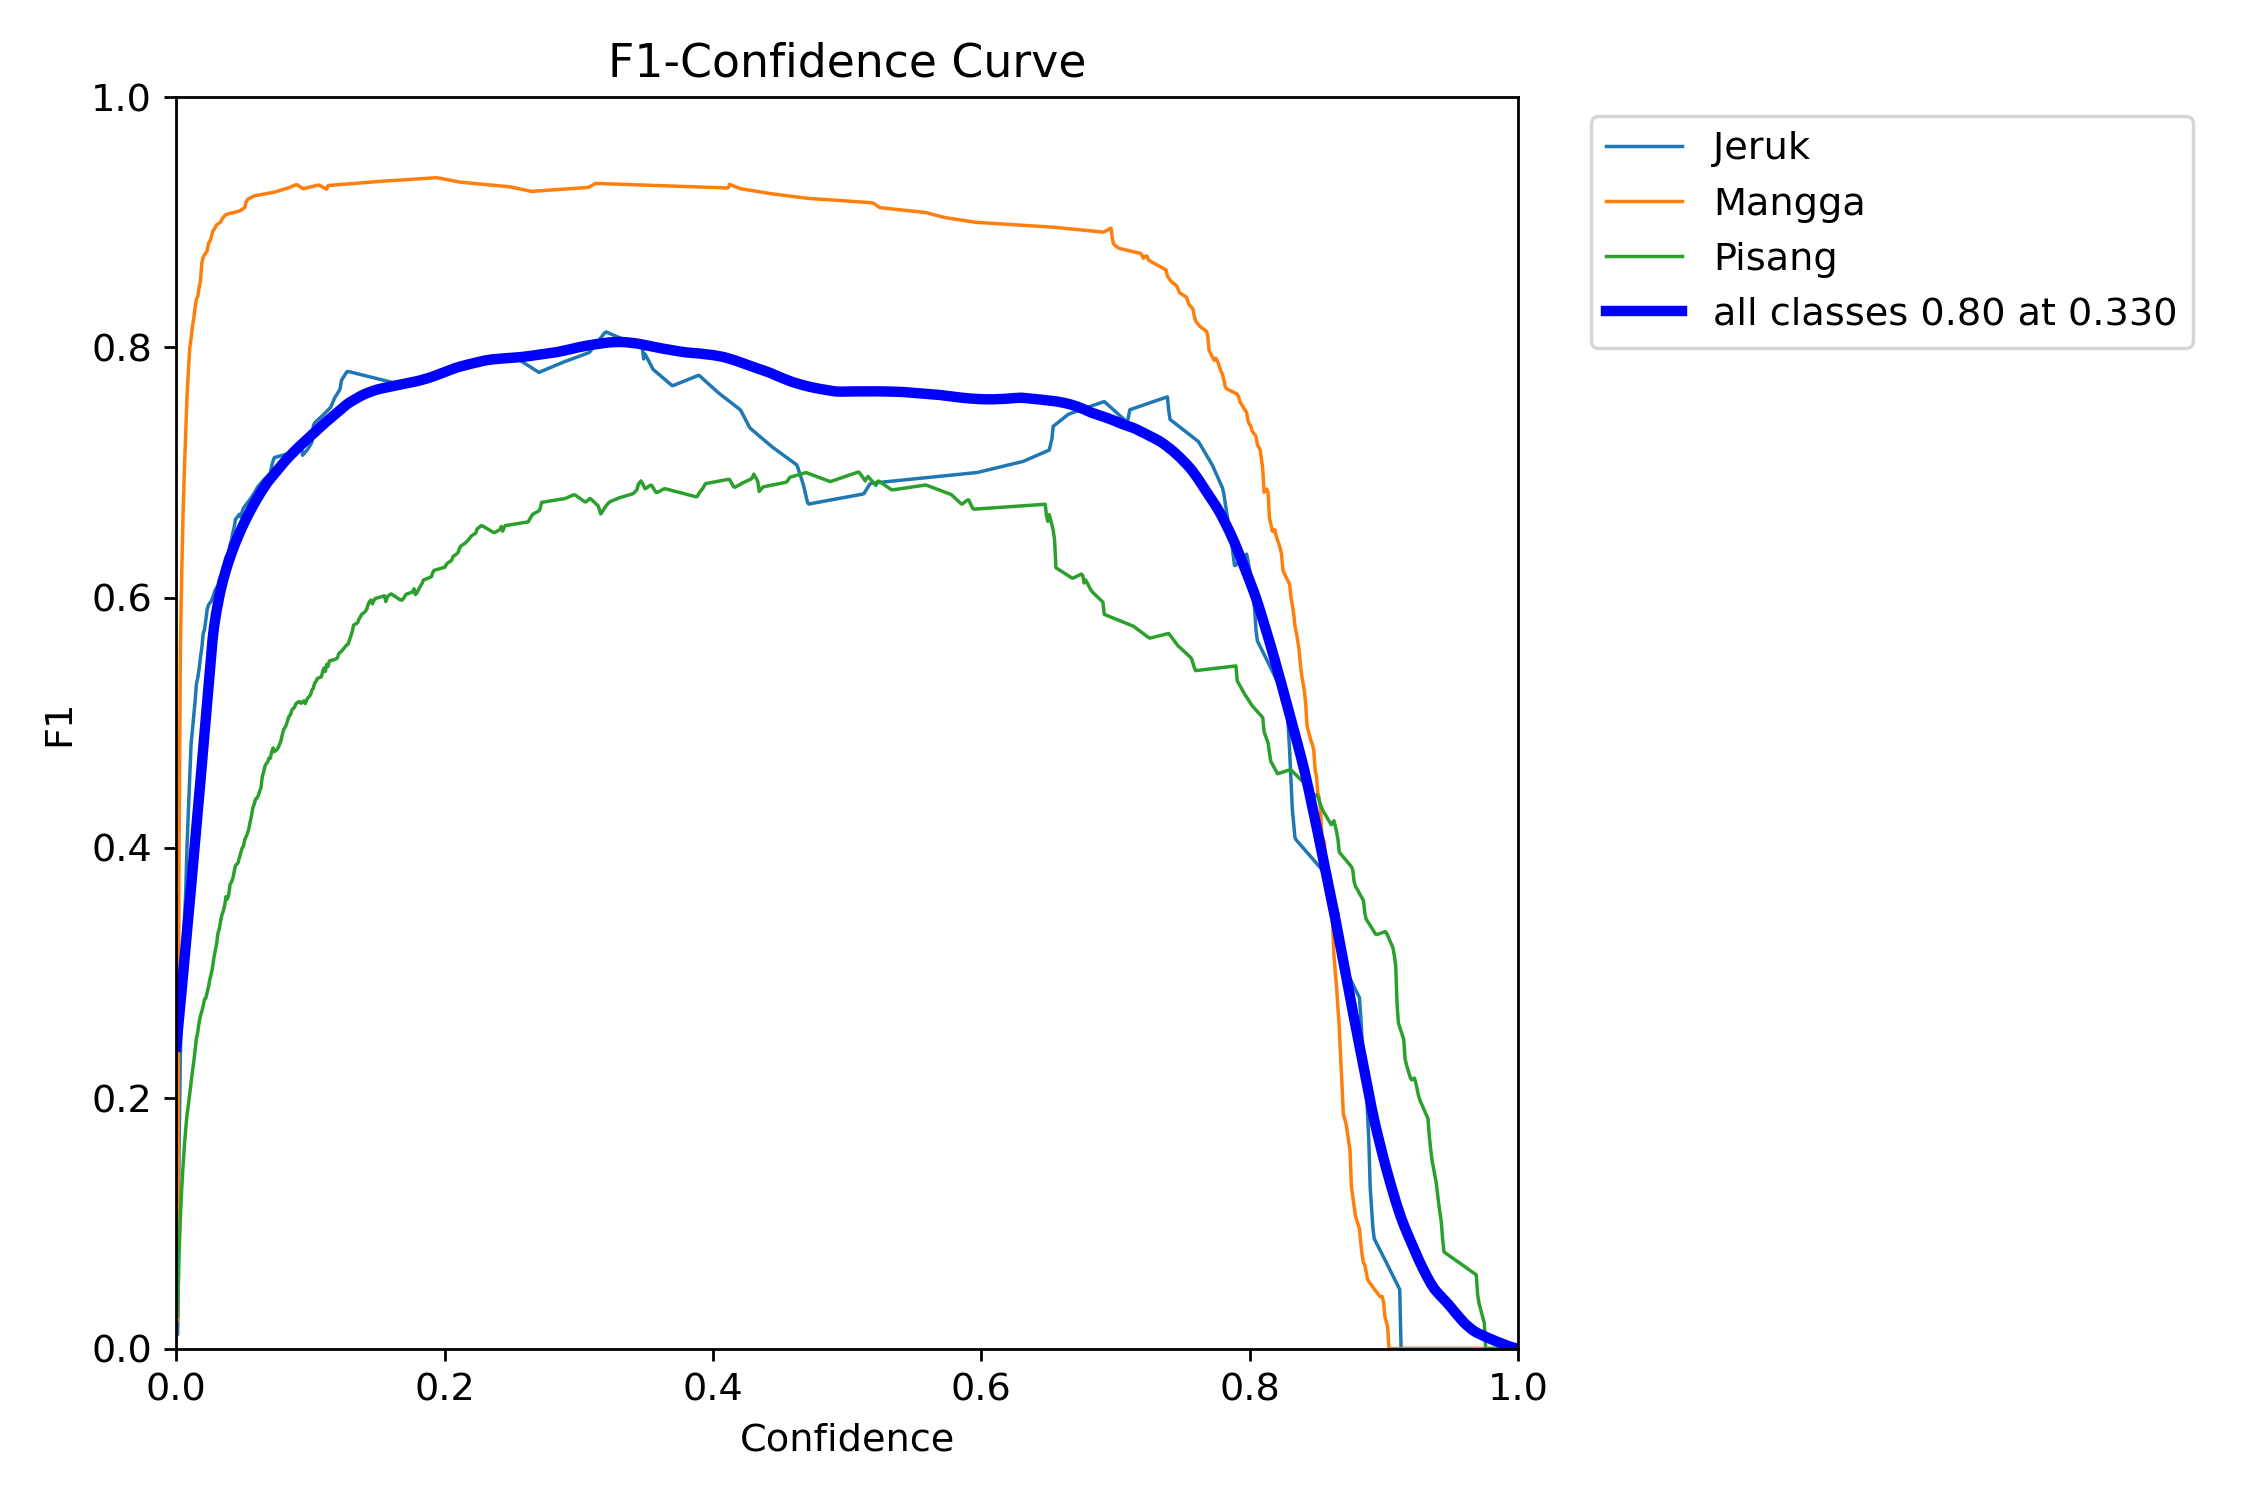 F1-Confidence Curve
Jeruk
Mangga
Pisang
all classes 0.80 at 0.330
F1
1.0
0.8
0.6
0.4
0.2
0.0
0.0 0.2 0.4 0.6 0.8 1.0
Confidence